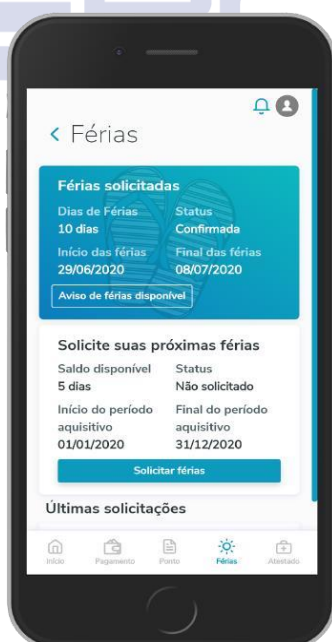 Férias
Férias solicitadas
Dias de Férias Status
10 dias Confirmada
Início das férias Final das férias
29/06/2020 08/07/2020
Aviso de férias disponível
Solicite suas próximas férias
Saldo disponível Status
5 dias Não solicitado
Início do período Final do período
aquisitivo aquisitivo
01/01/2020 31/12/2020
Solicitar férias
Últimas solicitações
Início Pagamento Ponto Férias Atestado